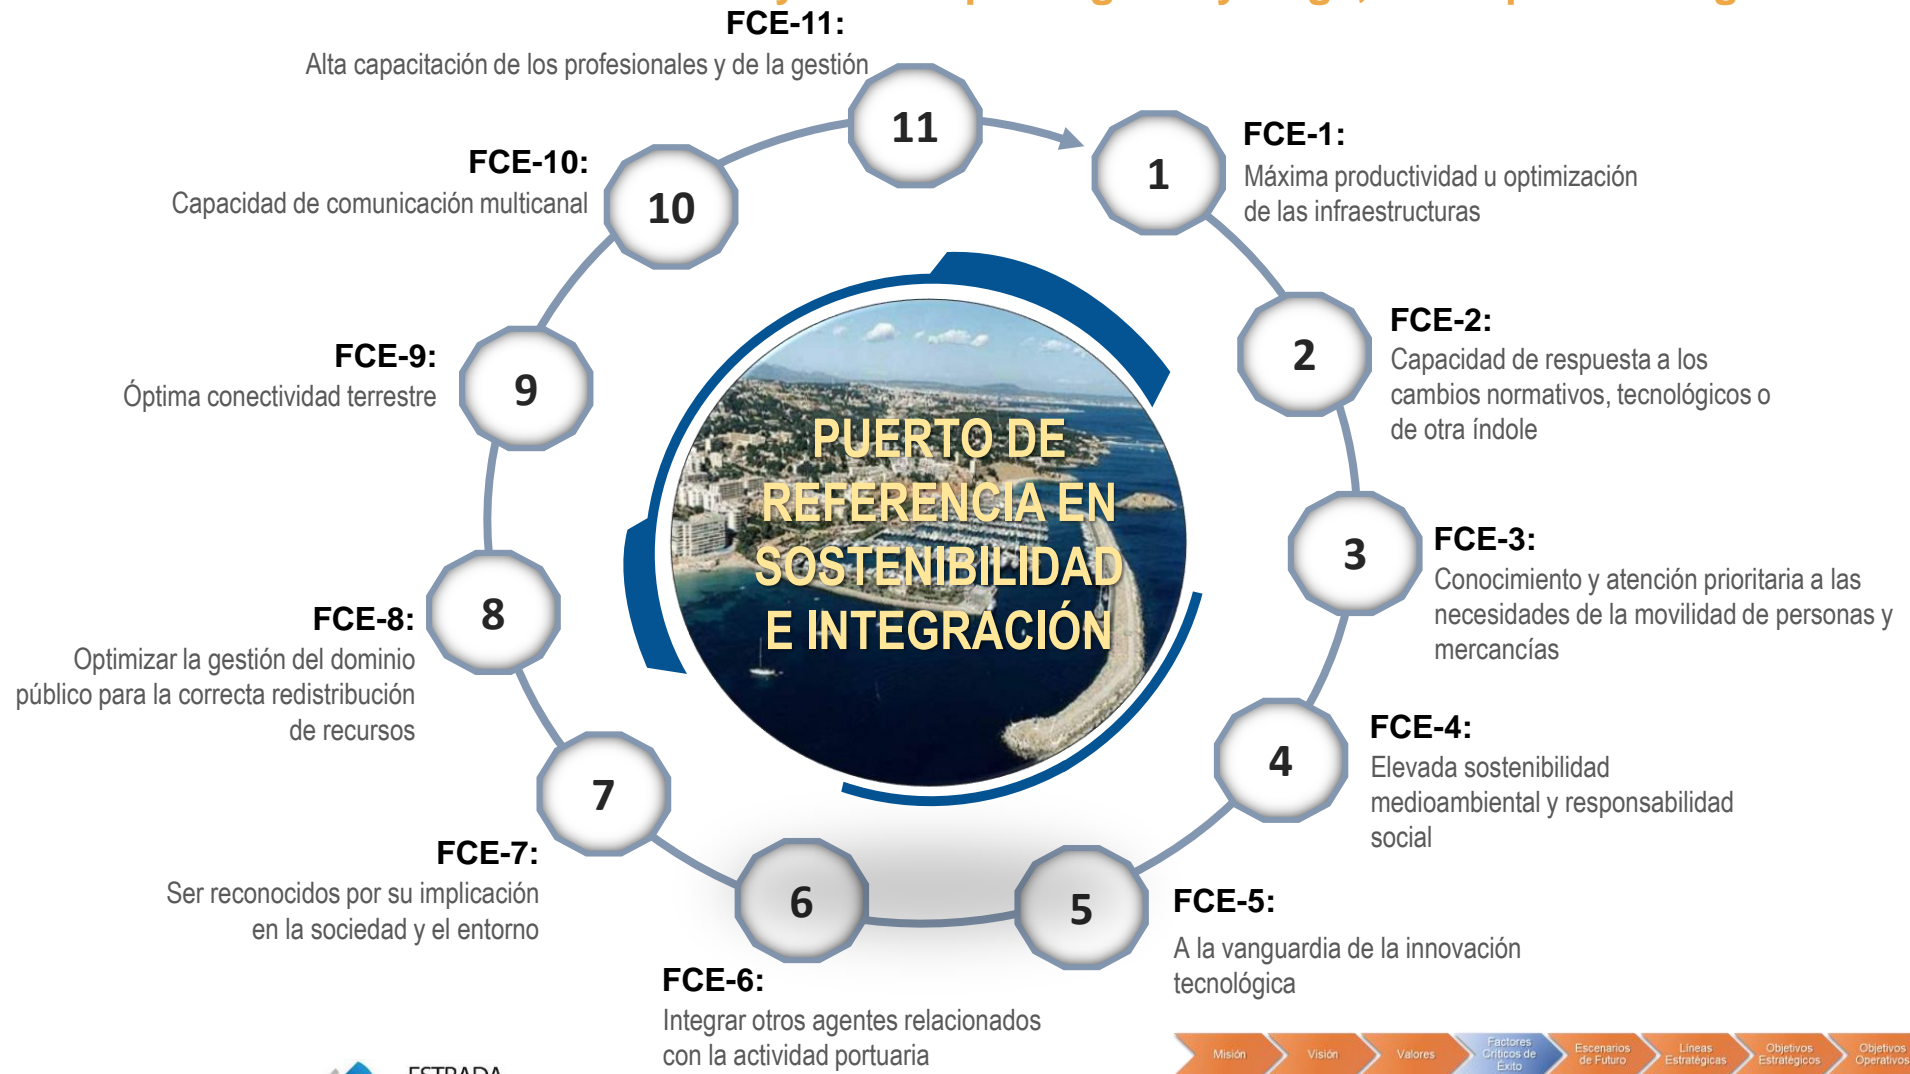 FCE-11:
Alta capacitación de los profesionales y de la gestión
11
FCE-1:
1
Máxima productividad u optimización
de las infraestructuras
FCE-10:
Capacidad de comunicación multicanal
10
FCE-2:
2
Capacidad de respuesta a los
cambios normativos, tecnológicos o
de otra índole
FCE-9:
Óptima conectividad terrestre
9
PUERTO DE
REFERENCIA EN
SOSTENIBILIDAD
E INTEGRACIÓN
FCE-3:
3
Conocimiento y atención prioritaria a las
necesidades de la movilidad de personas y
mercancías
FCE-8:
8
Optimizar la gestión del dominio
público para la correcta redistribución
de recursos
FCE-4:
4
Elevada sostenibilidad
medioambiental y responsabilidad
social
7
FCE-7:
Ser reconocidos por su implicación
en la sociedad y el entorno
5
FCE-5:
A la vanguardia de la innovación
tecnológica
6
FCE-6:
Integrar otros agentes relacionados
con la actividad portuaria
Misión
Visión
Valores
Factores
Críticos de
Éxito
Escenarios
de Futuro
Líneas
Estratégicas
Objetivos
Estratégicos
Objetivos
Operativos
ESTRADA